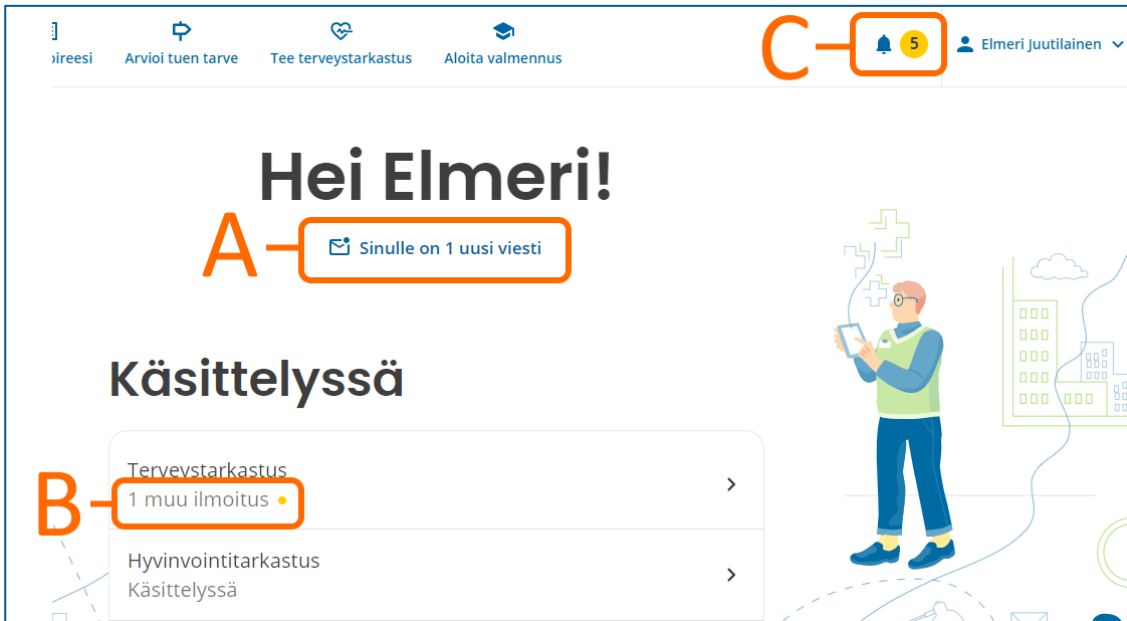 oireesi Arvioi tuen tarve Tee terveystarkastus Aloita valmennus C 5 Elmeri Juutilainen
Hei Elmeri!
A Sinulle on 1 uusi viesti
Käsittelyssä
Terveystarkastus
B 1 muu ilmoitus
Hyvinvointitarkastus
Käsittelyssä